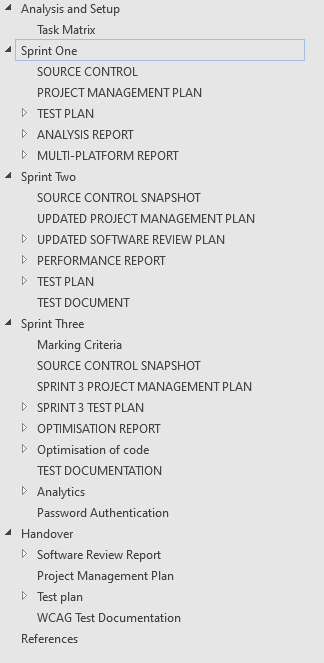 Analysis and Setup
Task Matrix
Sprint One
SOURCE CONTROL
PROJECT MANAGEMENT PLAN
TEST PLAN
ANALYSIS REPORT
MULTI-PLATFORM REPORT
Sprint Two
SOURCE CONTROL SNAPSHOT
UPDATED PROJECT MANAGEMENT PLAN
UPDATED SOFTWARE REVIEW PLAN
PERFORMANCE REPORT
TEST PLAN
TEST DOCUMENT
Sprint Three
Marking Criteria
SOURCE CONTROL SNAPSHOT
SPRINT 3 PROJECT MANAGEMENT PLAN
SPRINT 3 TEST PLAN
OPTIMISATION REPORT
Optimisation of code
TEST DOCUMENTATION
Analytics
Password Authentication
Handover
Software Review Report
Project Management Plan
Test plan
WCAG Test Documentation
References